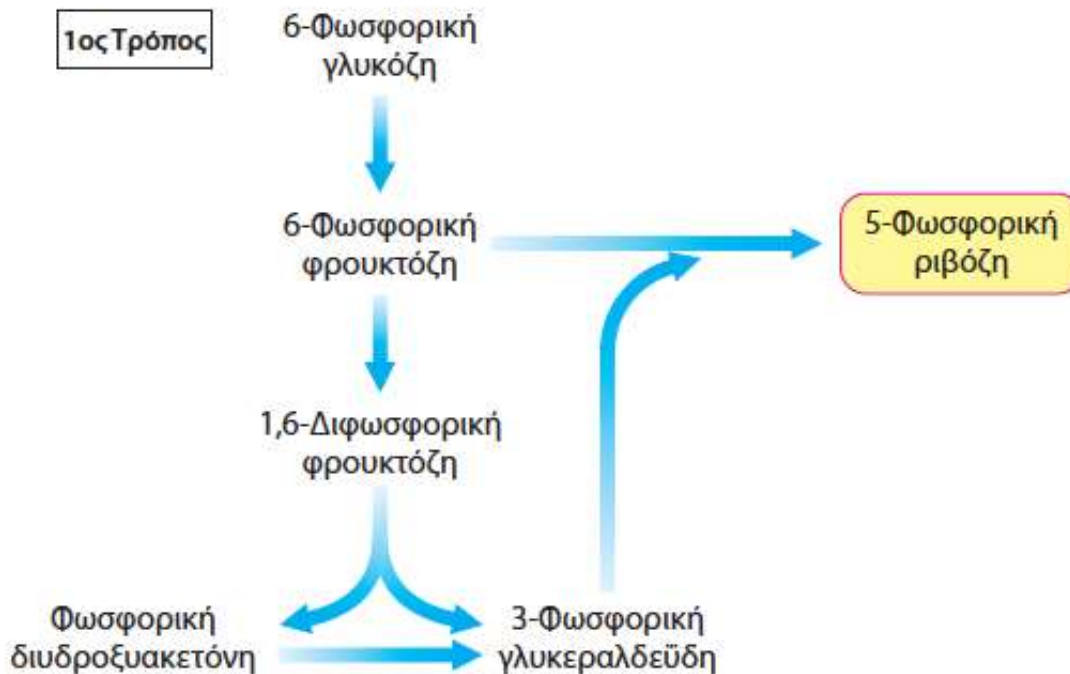 1ος Τρόπος
6-Φωσφορική
γλυκόζη
6-Φωσφορική
φρουκτόζη
5-Φωσφορική
ριβόζη
1,6-Διφωσφορική
φρουκτόζη
Φωσφορική
διυδροξυακετόνη
3-Φωσφορική
γλυκεραλδεΰδη